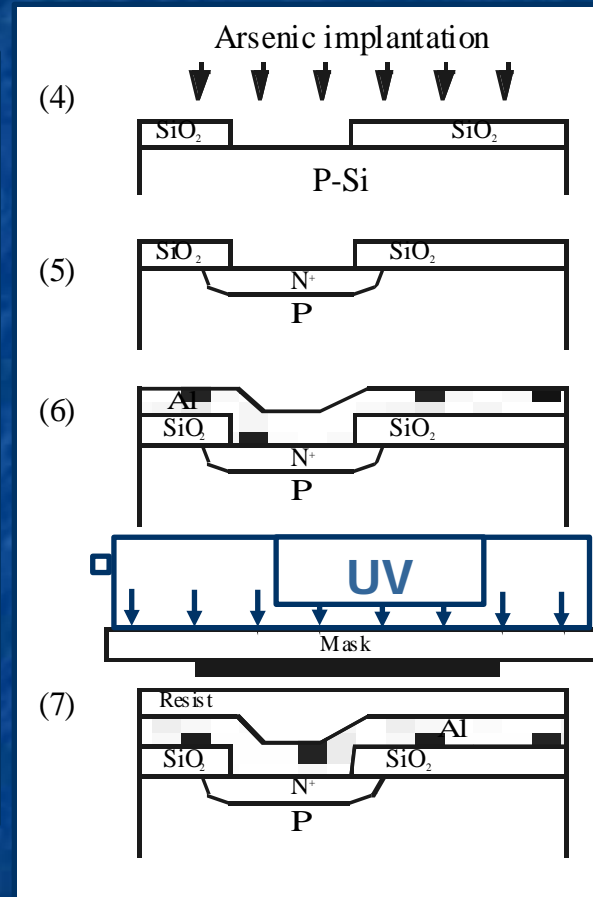 Arsenic implantation
(4)
SiO₂ SiO₂
P-Si
(5)
SiO₂ SiO₂
N⁺
P
(6)
Al
SiO₂ SiO₂
N⁺
P
UV
Mask
(7)
Resist
Al
SiO₂ SiO₂
N⁺
P